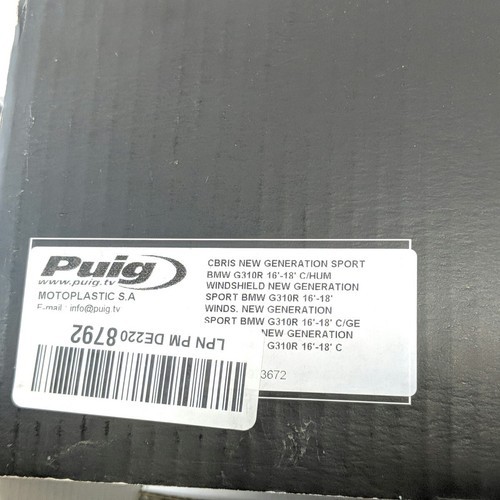 Puig
www.puig.tv
MOTOPLASTIC S.A
E-mail : info@puig.tv
CBRIS NEW GENERATION SPORT
BMW G310R 16'-18' C/HUM
WINDSHIELD NEW GENERATION
SPORT BMW G310R 16'-18'
WINDS. NEW GENERATION
SPORT BMW G310R 16'-18' C/GE
NEW GENERATION
G310R 16'-18' C
3672
LPN PM DE220 8792